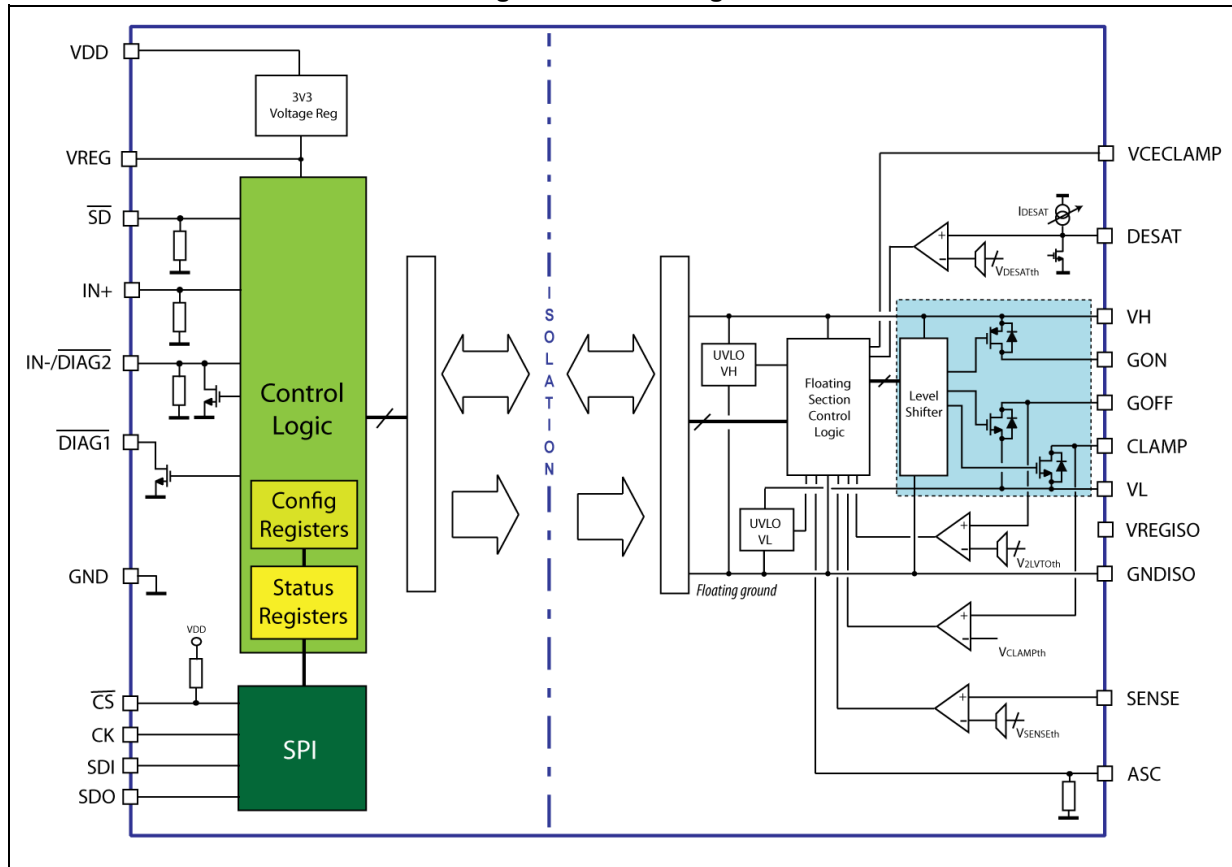 VDD
3V3
Voltage Reg
VREG
SD
IN+
IN-/DIAG2
DIAG1
GND
Control
Logic
Config
Registers
Status
Registers
VDD
CS
CK
SDI
SDO
SPI
ISOLATION
VCECLAMP
IDESAT
DESAT
VDESATth
VH
GON
GOFF
CLAMP
VL
VREGISO
GNDISO
UVLO
VH
Floating
Section
Control
Logic
Level
Shifter
UVLO
VL
V2LVTOth
Floating ground
VCLAMPth
SENSE
VSENSEth
ASC